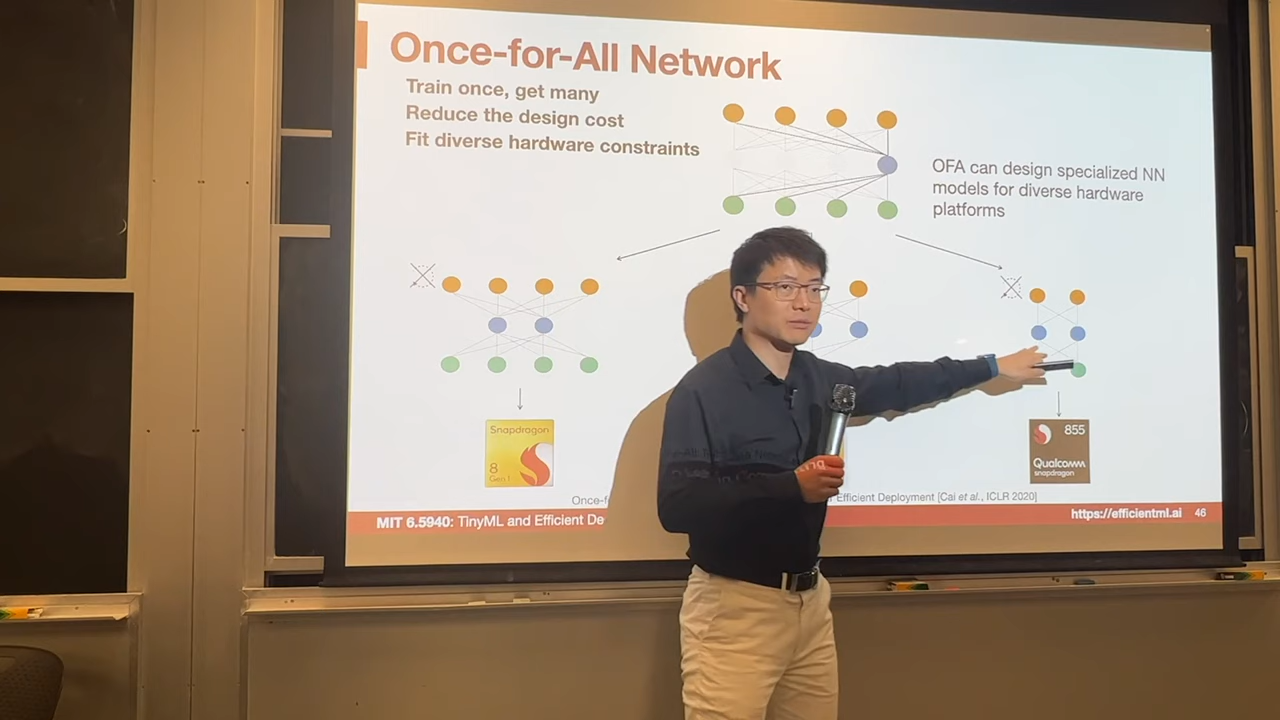 Once-for-All Network
Train once, get many
Reduce the design cost
Fit diverse hardware constraints
OFA can design specialized NN
models for diverse hardware
platforms
Snapdragon
8
Gen 1
855
Qualcomm
snapdragon
Efficient Deployment [Cai et al., ICLR 2020]
MIT 6.5940: TinyML and Efficient De
https://efficientml.ai
46